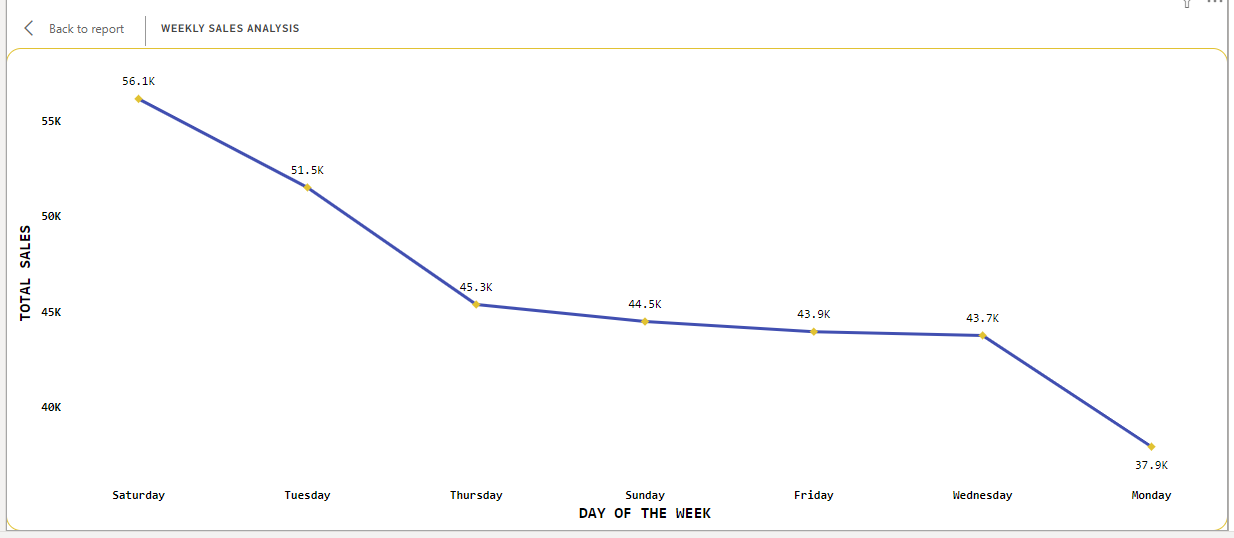 Back to report
WEEKLY SALES ANALYSIS
56.1K
55K
51.5K
50K
45.3K
45K
44.5K
43.9K
43.7K
40K
37.9K
TOTAL SALES
Saturday Tuesday Thursday Sunday Friday Wednesday Monday
DAY OF THE WEEK